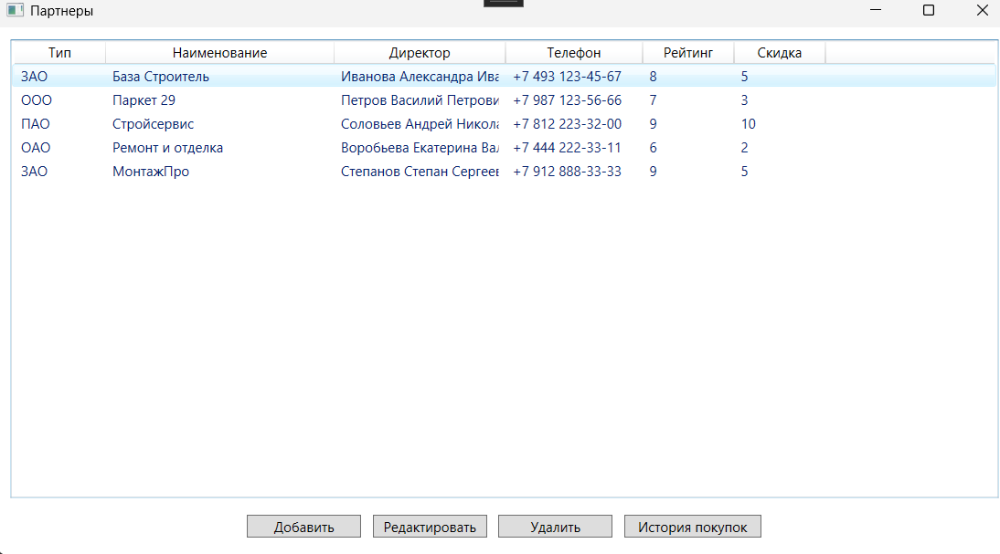 Партнеры
Тип Наименование Директор Телефон Рейтинг Скидка
ЗАО База Строитель Иванова Александра Ива +7 493 123-45-67 8 5
ООО Паркет 29 Петров Василий Петрови +7 987 123-56-66 7 3
ПАО Стройсервис Соловьев Андрей Никола +7 812 223-32-00 9 10
ОАО Ремонт и отделка Воробьева Екатерина Вал +7 444 222-33-11 6 2
ЗАО МонтажПро Степанов Степан Сергеев +7 912 888-33-33 9 5
Добавить Редактировать Удалить История покупок